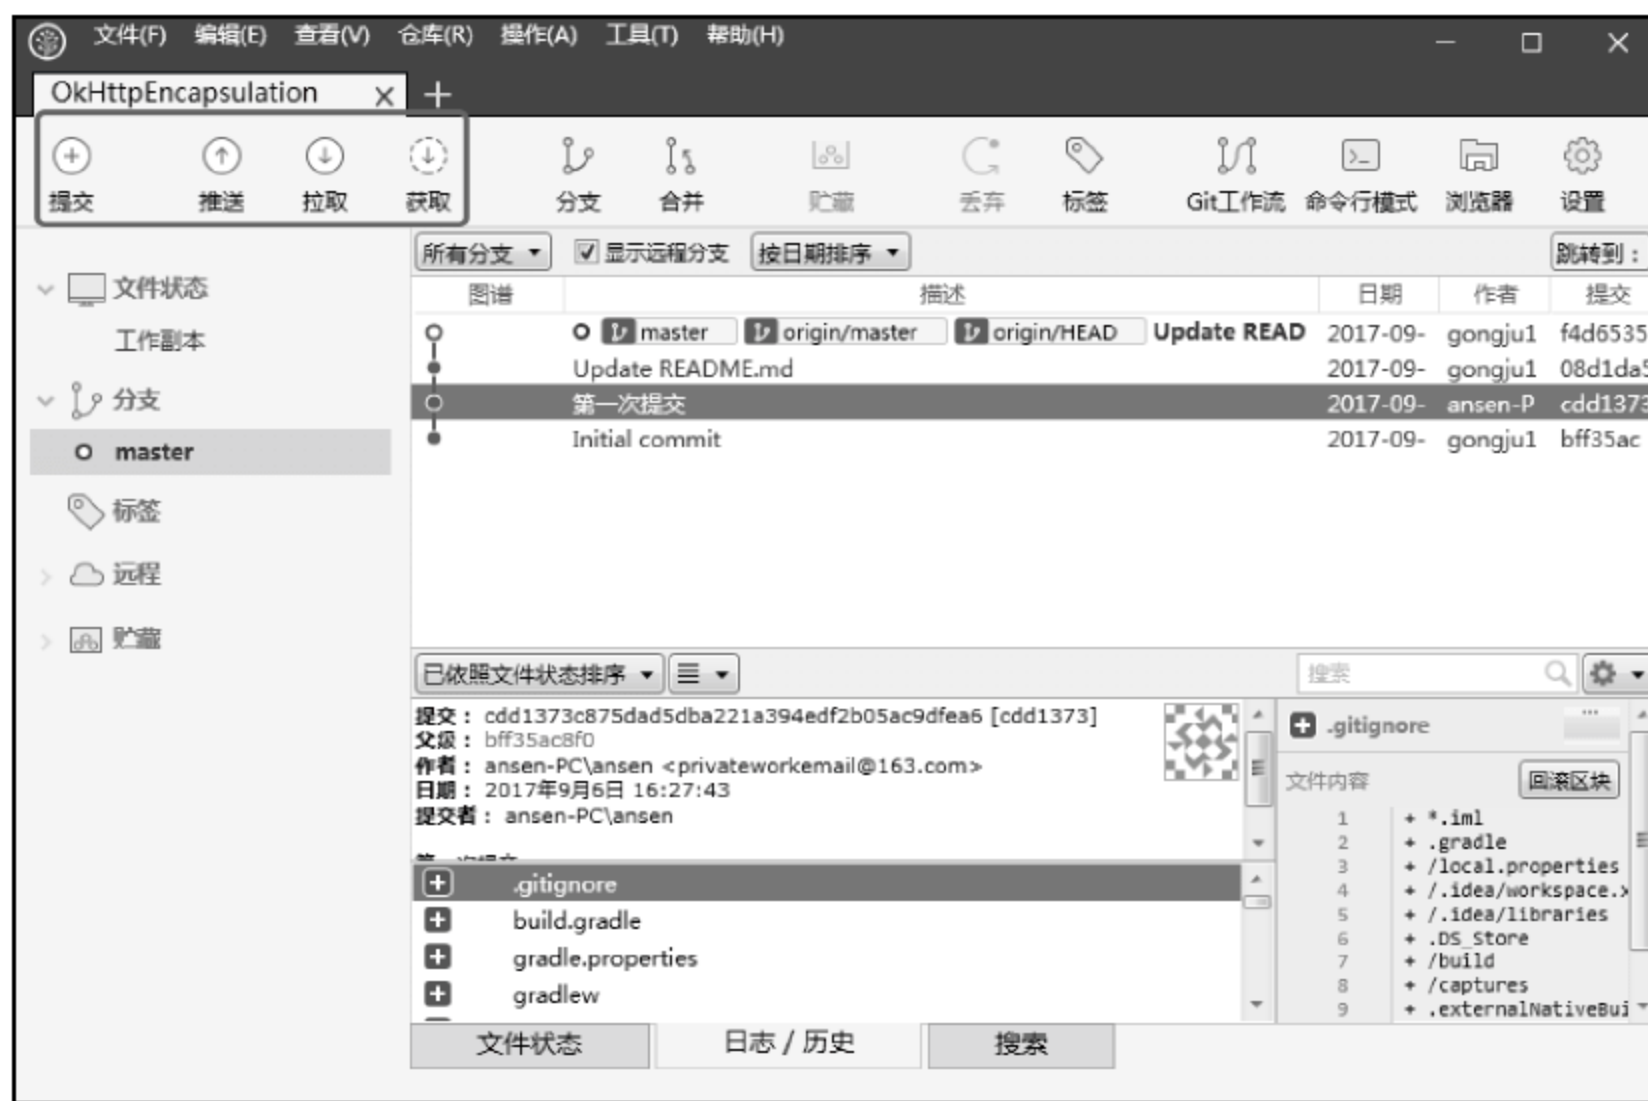 文件(F) 编辑(E) 查看(V) 仓库(R) 操作(A) 工具(T) 帮助(H)
OkHttpEncapsulation
提交 推送 拉取 获取 分支 合并 贮藏 丢弃 标签 Git工作流 命令行模式 浏览器 设置
所有分支 显示远程分支 按日期排序 跳转到：
图谱 描述 日期 作者 提交
master origin/master origin/HEAD Update READ 2017-09- gongju1 f4d6535
Update README.md 2017-09- gongju1 08d1da5
第一次提交 2017-09- ansen-P cdd1373
Initial commit 2017-09- gongju1 bff35ac
文件状态
工作副本
分支
master
标签
远程
贮藏
已依照文件状态排序 搜索
提交： cdd1373c875dad5dba221a394edf2b05ac9dfea6 [cdd1373]
父级： bff35ac8f0
作者： ansen-PC\ansen <privateworkemail@163.com>
日期： 2017年9月6日 16:27:43
提交者： ansen-PC\ansen
.gitignore
build.gradle
gradle.properties
gradlew
.gitignore
文件内容 回滚区块
1 + *.iml
2 + .gradle
3 + /local.properties
4 + /.idea/workspace.x
5 + /.idea/libraries
6 + .DS_Store
7 + /build
8 + /captures
9 + .externalNativeBui
文件状态 日志 / 历史 搜索